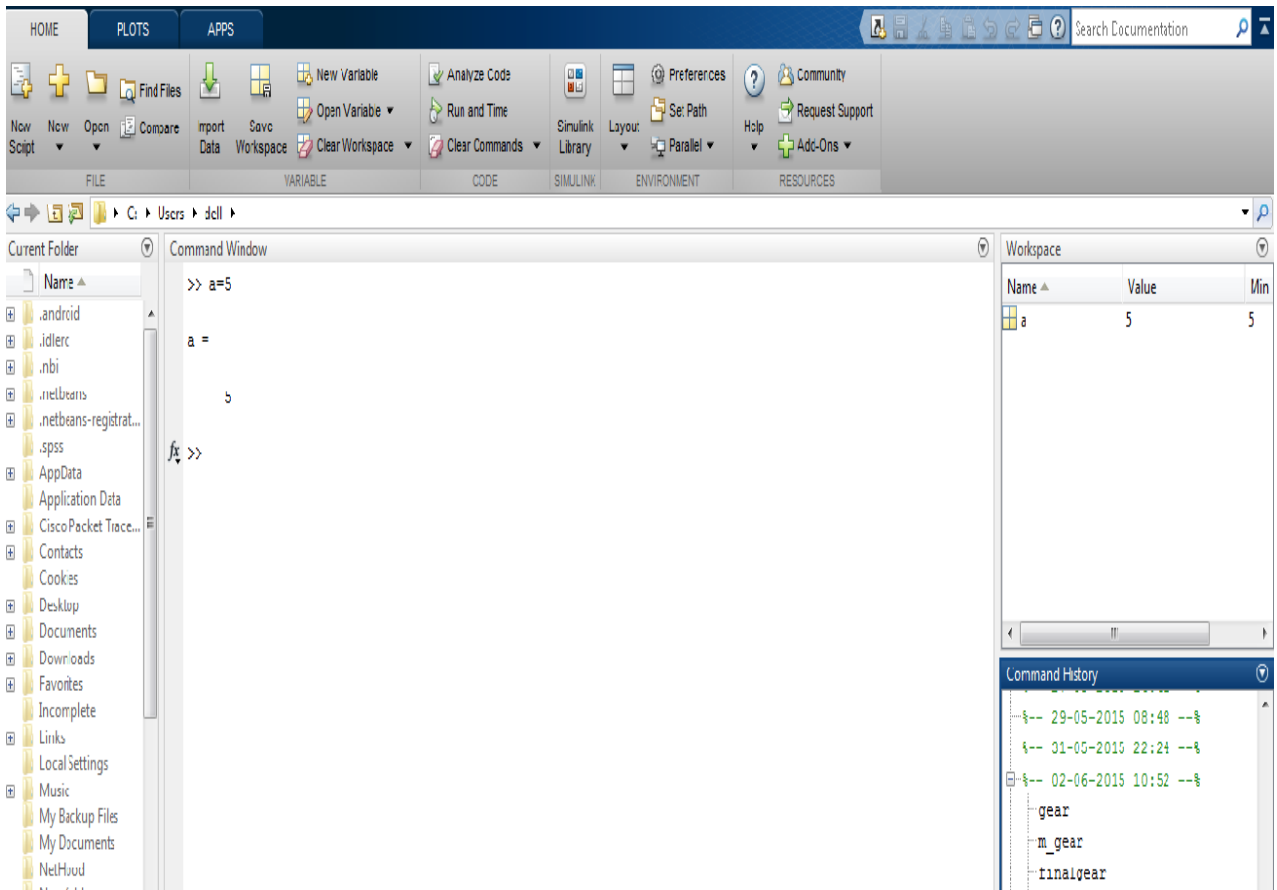 HOME PLOTS APPS Search Documentation
New Script New Open Find Files Compare
Import Data Save Workspace New Variable Open Variable Clear Workspace
Analyze Code Run and Time Clear Commands
Simulink Library
Layout Preferences Set Path Parallel
Help Community Request Support Add-Ons
FILE VARIABLE CODE SIMULINK ENVIRONMENT RESOURCES
C: Users dell
Current Folder
Name
.android
.idlerc
.nbi
.netbeans
.netbeans-registrat...
.spss
AppData
Application Data
Cisco Packet Trace...
Contacts
Cookies
Desktop
Documents
Downloads
Favorites
Incomplete
Links
Local Settings
Music
My Backup Files
My Documents
NetHood
Command Window
>> a=5
a =
5
fx >>
Workspace
Name Value Min
a 5 5
Command History
%-- 29-05-2015 08:48 --%
%-- 31-05-2015 22:24 --%
%-- 02-06-2015 10:52 --%
gear
m_gear
finalgear